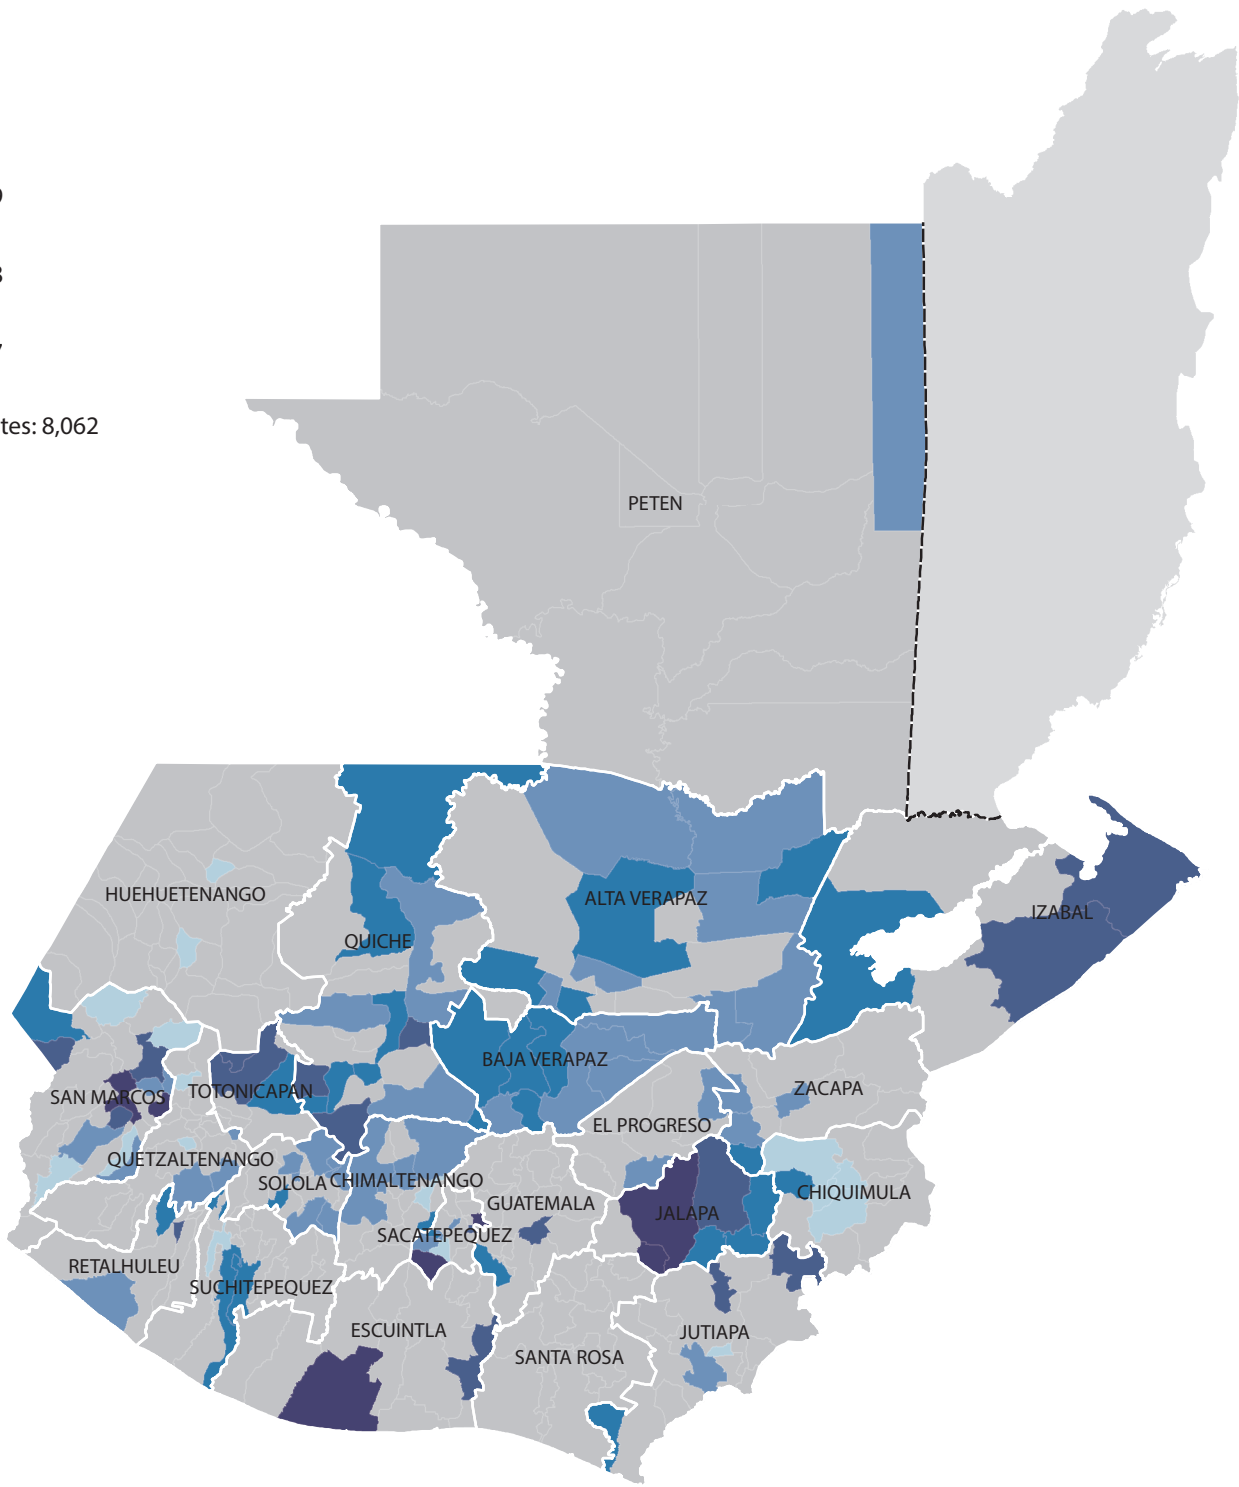 tes: 8,062
PETEN
HUEHUETENANGO
ALTA VERAPAZ
IZABAL
QUICHE
BAJA VERAPAZ
ZACAPA
SAN MARCOS
TOTONICAPAN
EL PROGRESO
QUETZALTENANGO
SOLOLA
CHIMALTENANGO
CHIQUIMULA
GUATEMALA
JALAPA
SACATEPEQUEZ
RETALHULEU
SUCHITEPEQUEZ
ESCUINTLA
JUTIAPA
SANTA ROSA